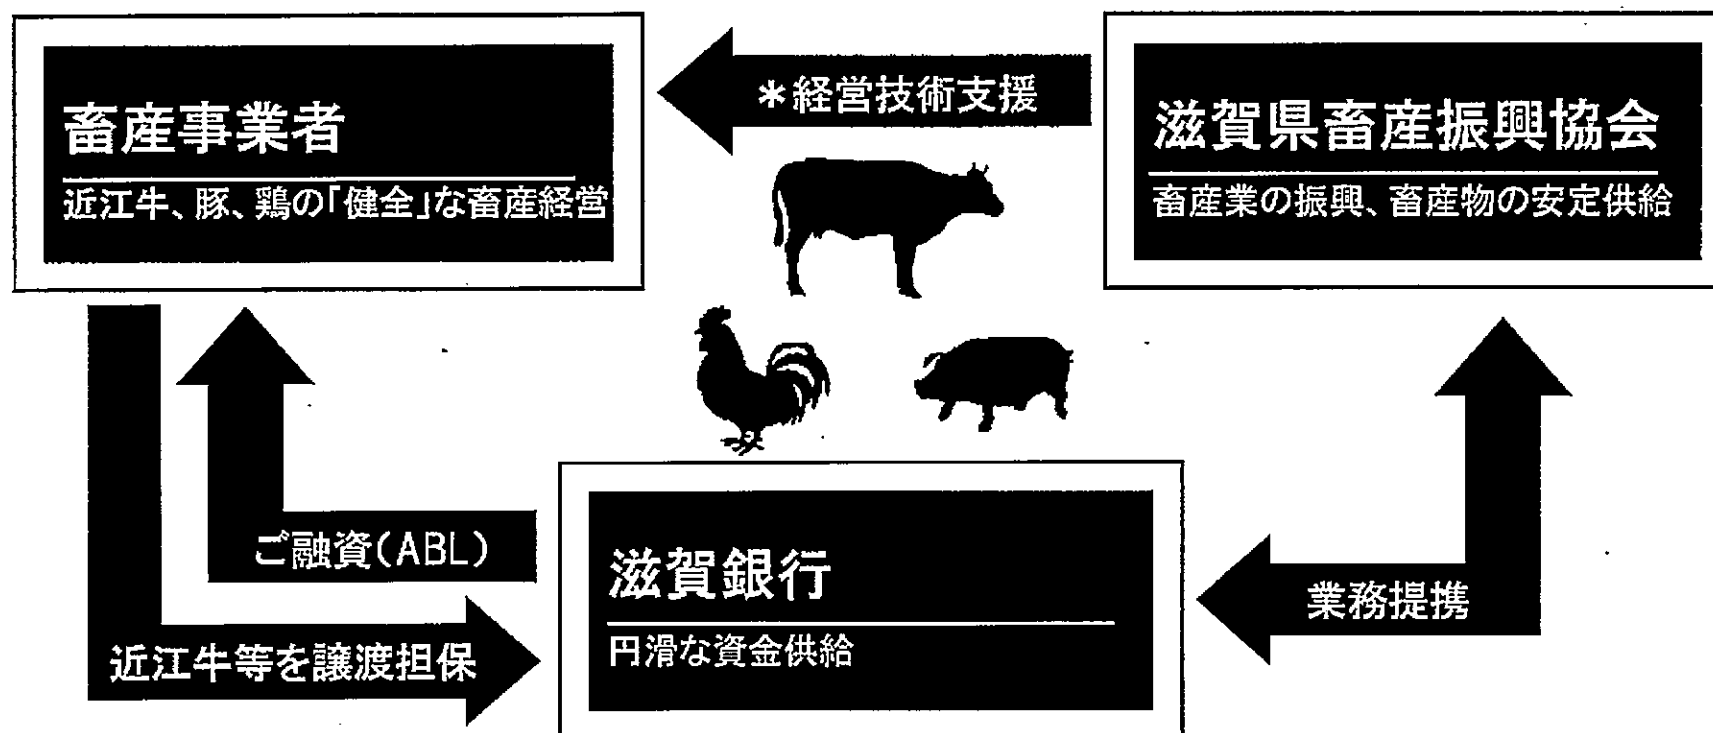 畜産事業者
近江牛、豚、鶏の「健全」な畜産経営
*経営技術支援
滋賀県畜産振興協会
畜産業の振興、畜産物の安定供給
ご融資(ABL)
近江牛等を譲渡担保
滋賀銀行
円滑な資金供給
業務提携